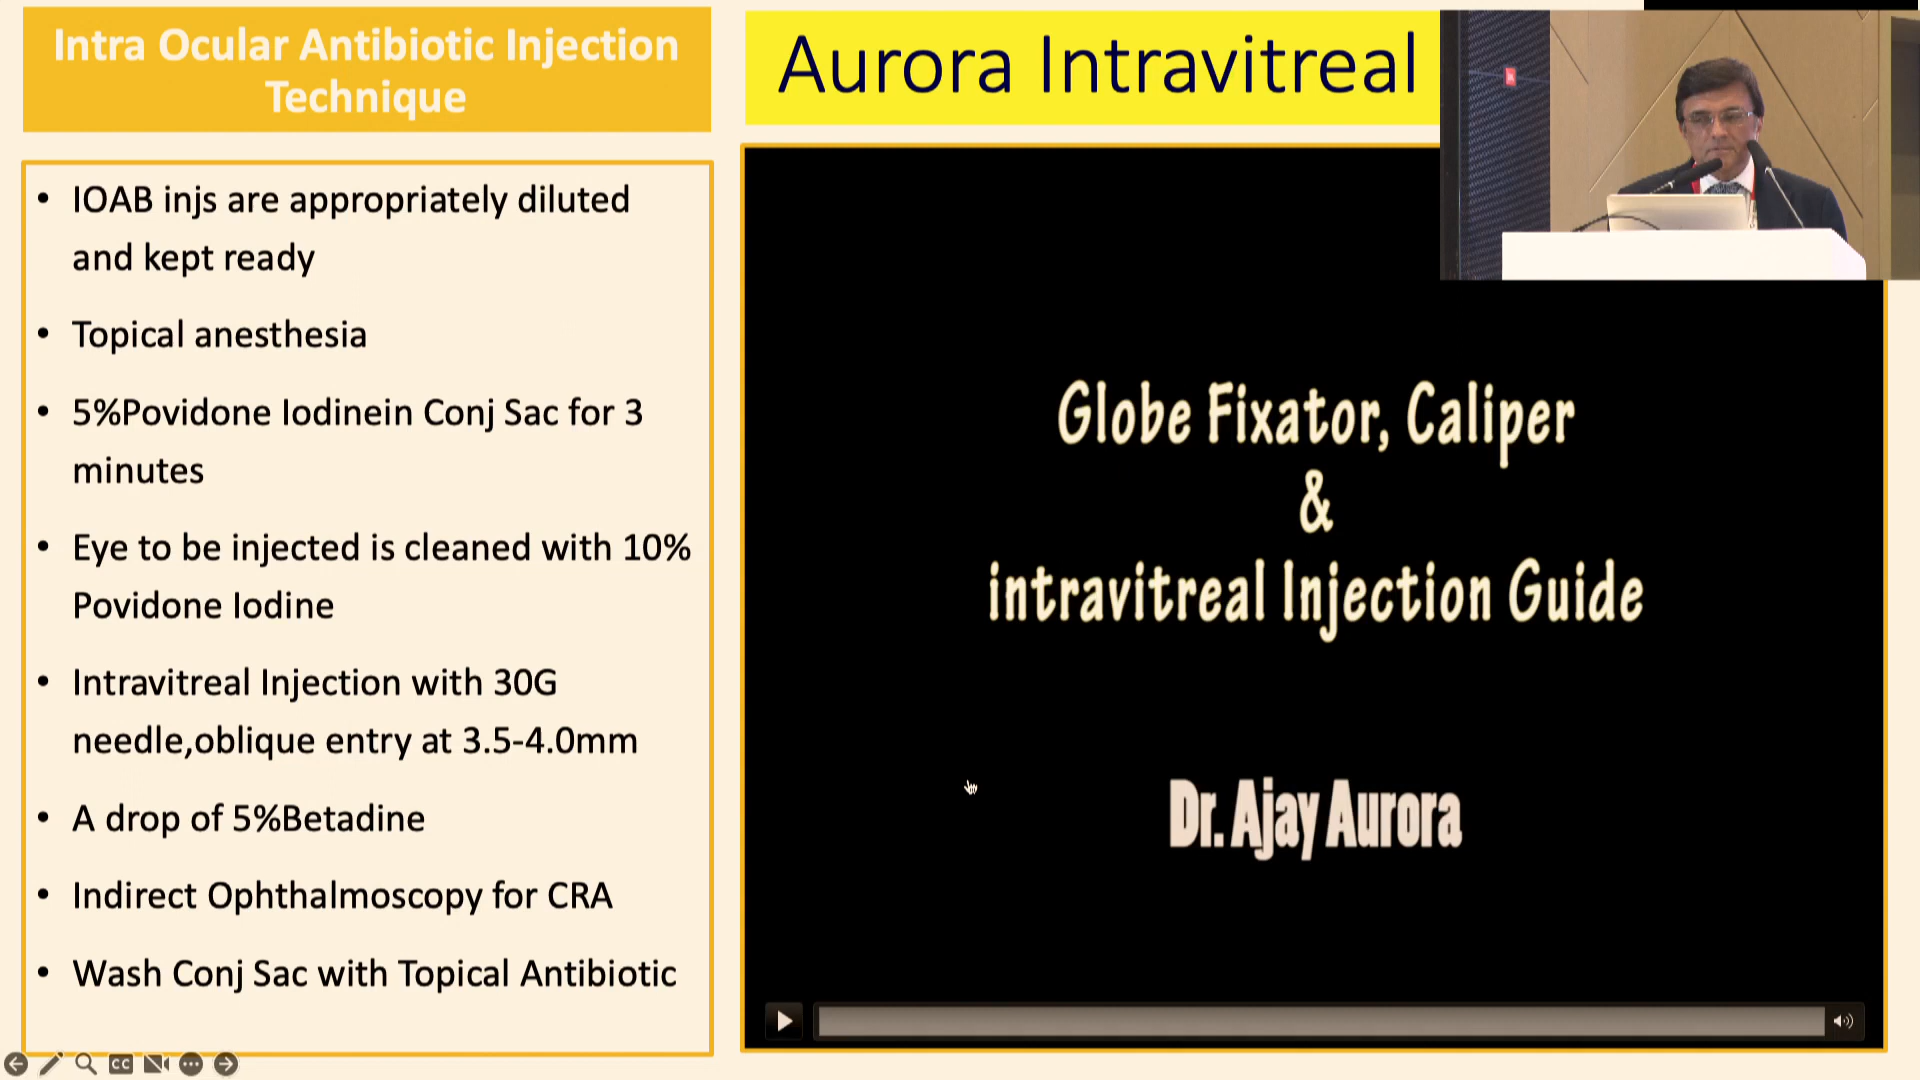 Intra Ocular Antibiotic Injection
Technique
• IOAB injs are appropriately diluted
and kept ready
• Topical anesthesia
• 5%Povidone Iodinein Conj Sac for 3
minutes
• Eye to be injected is cleaned with 10%
Povidone Iodine
• Intravitreal Injection with 30G
needle,oblique entry at 3.5-4.0mm
• A drop of 5%Betadine
• Indirect Ophthalmoscopy for CRA
• Wash Conj Sac with Topical Antibiotic
Aurora Intravitreal
Globe Fixator, Caliper
&
intravitreal Injection Guide
Dr. Ajay Aurora
CC